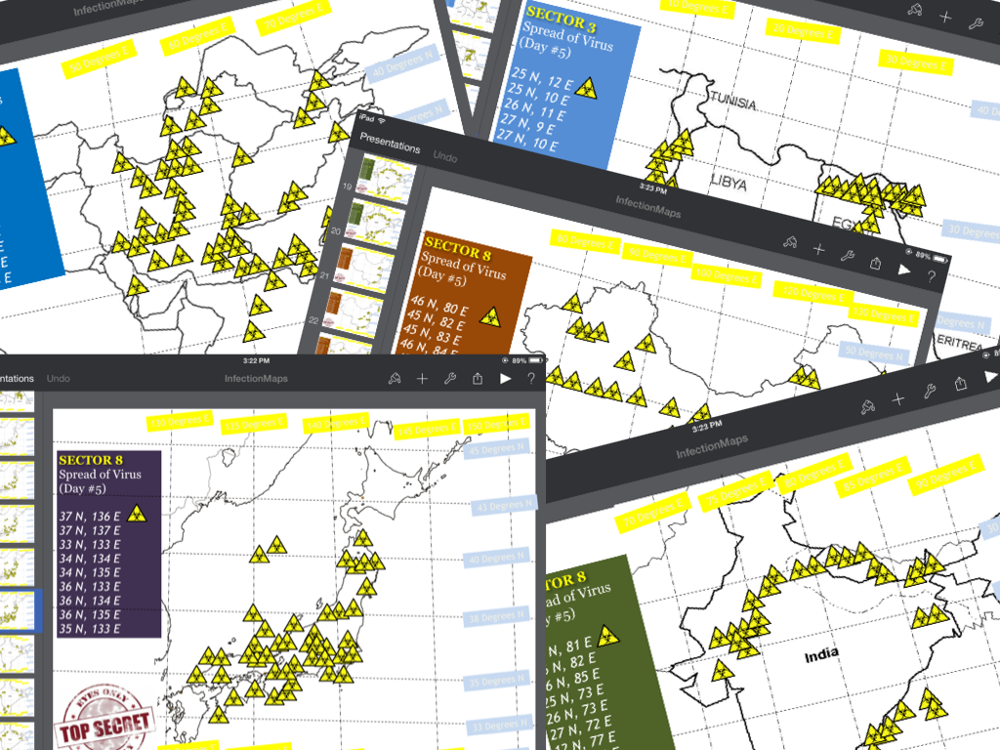 InfectionMaps
50 Degrees E
60 Degrees E
70 Degrees E
40 Degrees N
Degrees N
SECTOR 3
Spread of Virus
(Day #5)
25 N, 12 E
25 N, 10 E
26 N, 11 E
27 N, 9 E
27 N, 10 E
10 Degrees E
20 Degrees E
30 Degrees E
30 Degrees N
TUNISIA
LIBYA
ERITREA
iPad
3:23 PM
89%
Presentations
Undo
InfectionMaps
19
20
21
22
SECTOR 8
Spread of Virus
(Day #5)
46 N, 80 E
45 N, 82 E
45 N, 83 E
46 N, 84 E
80 Degrees E
90 Degrees E
100 Degrees E
120 Degrees E
130 Degrees E
50 Degrees N
Degrees N
3:22 PM
89%
ntations
Undo
InfectionMaps
SECTOR 8
Spread of Virus
(Day #5)
37 N, 136 E
37 N, 137 E
33 N, 133 E
34 N, 134 E
34 N, 135 E
36 N, 133 E
36 N, 134 E
36 N, 135 E
35 N, 133 E
130 Degrees E
135 Degrees E
140 Degrees E
145 Degrees E
150 Degrees E
45 Degrees N
43 Degrees N
40 Degrees N
38 Degrees N
35 Degrees N
33 Degrees N
EYES ONLY
TOP SECRET
3:23 PM
InfectionMaps
TOR 8
ad of Virus
y #5)
N, 81 E
N, 82 E
6 N, 85 E
25 N, 73 E
26 N, 73 E
27 N, 72 E
12 N, 77 E
70 Degrees E
75 Degrees E
80 Degrees E
85 Degrees E
90 Degrees E
India